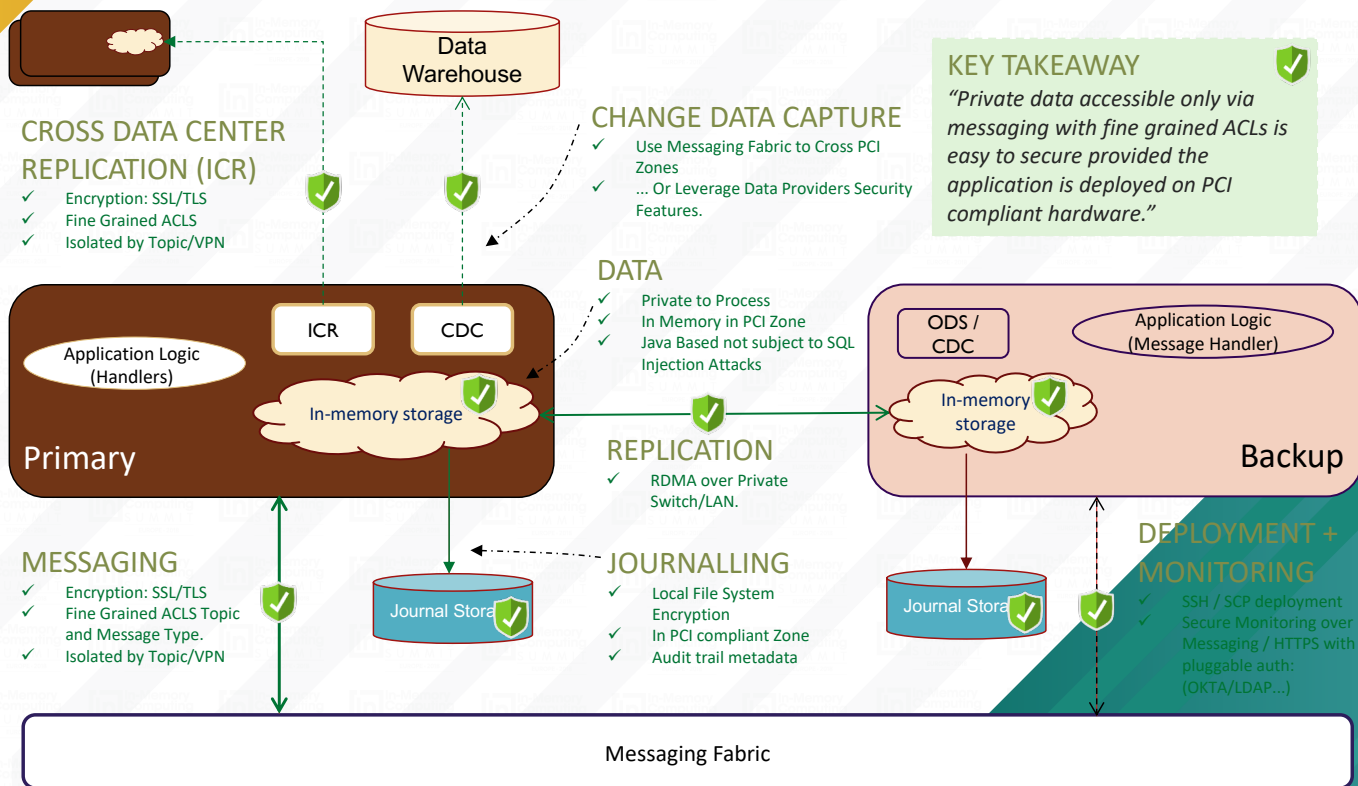 Data
Warehouse
KEY TAKEAWAY
“Private data accessible only via
messaging with fine grained ACLs is
easy to secure provided the
application is deployed on PCI
compliant hardware.”
CROSS DATA CENTER
REPLICATION (ICR)
✓ Encryption: SSL/TLS
✓ Fine Grained ACLS
✓ Isolated by Topic/VPN
CHANGE DATA CAPTURE
✓ Use Messaging Fabric to Cross PCI
Zones
✓ ... Or Leverage Data Providers Security
Features.
DATA
✓ Private to Process
✓ In Memory in PCI Zone
✓ Java Based not subject to SQL
Injection Attacks
ICR
CDC
Application Logic
(Handlers)
In-memory storage
Primary
ODS /
CDC
Application Logic
(Message Handler)
In-memory
storage
Backup
REPLICATION
✓ RDMA over Private
Switch/LAN.
MESSAGING
✓ Encryption: SSL/TLS
✓ Fine Grained ACLS Topic
and Message Type.
✓ Isolated by Topic/VPN
Journal Stora
JOURNALLING
✓ Local File System
Encryption
✓ In PCI compliant Zone
✓ Audit trail metadata
Journal Stora
DEPLOYMENT +
MONITORING
✓ SSH / SCP deployment
✓ Secure Monitoring over
Messaging / HTTPS with
pluggable auth:
(OKTA/LDAP...)
Messaging Fabric